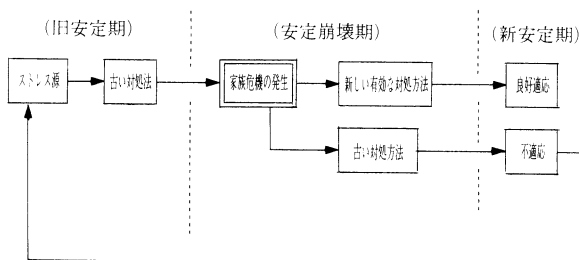 (旧安定期)
(安定崩壊期)
(新安定期)
ストレス源
古い対処法
家族危機の発生
新しい有効な対処方法
良好適応
古い対処方法
不適応